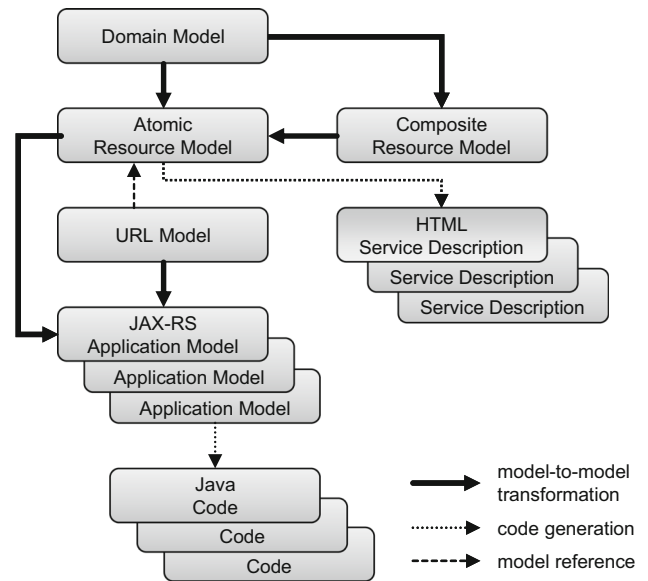 Domain Model
Atomic
Resource Model
Composite
Resource Model
URL Model
HTML
Service Description
Service Description
Service Description
JAX-RS
Application Model
Application Model
Application Model
Java
Code
Code
Code
model-to-model
transformation
code generation
model reference